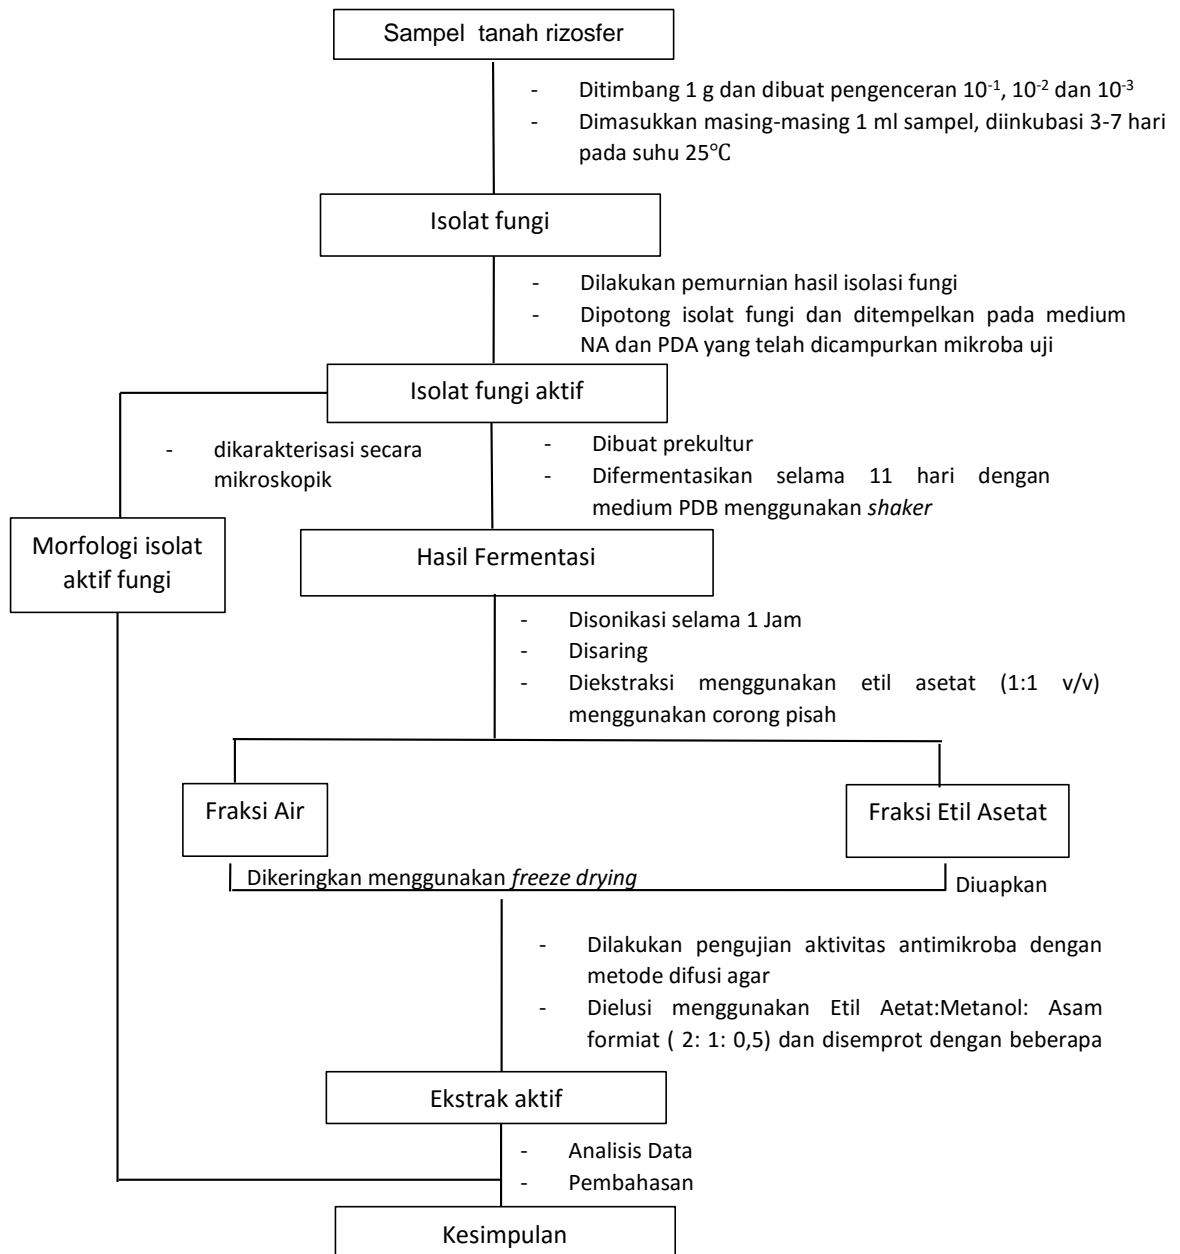 Sampel tanah rizosfer
- Ditimbang 1 g dan dibuat pengenceran 10⁻¹, 10⁻² dan 10⁻³
- Dimasukkan masing-masing 1 ml sampel, diinkubasi 3-7 hari
pada suhu 25℃
Isolat fungi
- Dilakukan pemurnian hasil isolasi fungi
- Dipotong isolat fungi dan ditempelkan pada medium
NA dan PDA yang telah dicampurkan mikroba uji
Isolat fungi aktif
- dikarakterisasi secara
mikroskopik
- Dibuat prekultur
- Difermentasikan selama 11 hari dengan
medium PDB menggunakan shaker
Morfologi isolat
aktif fungi
Hasil Fermentasi
- Disonikasi selama 1 Jam
- Disaring
- Diekstraksi menggunakan etil asetat (1:1 v/v)
menggunakan corong pisah
Fraksi Air
Fraksi Etil Asetat
Dikeringkan menggunakan freeze drying
Diuapkan
- Dilakukan pengujian aktivitas antimikroba dengan
metode difusi agar
- Dielusi menggunakan Etil Aetat:Metanol: Asam
formiat ( 2: 1: 0,5) dan disemprot dengan beberapa
Ekstrak aktif
- Analisis Data
- Pembahasan
Kesimpulan